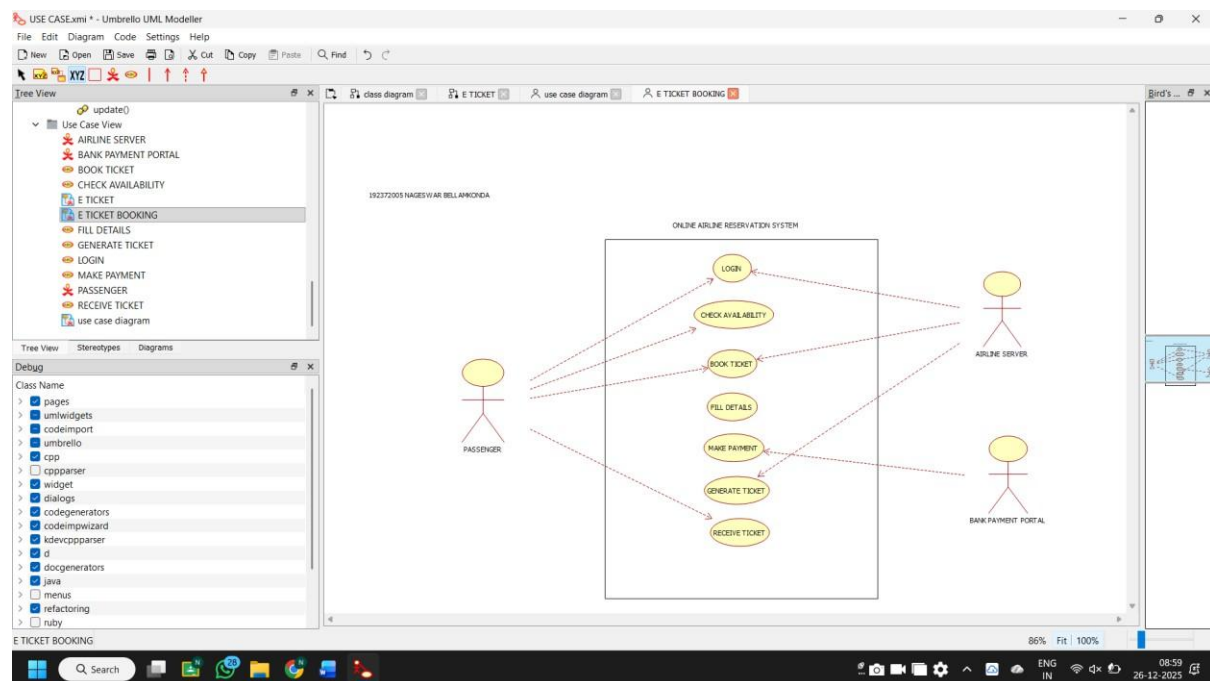 USE CASE.xmi * - Umbrello UML Modeller
File Edit Diagram Code Settings Help
New Open Save Cut Copy Paste Find
XYZ XYZ
Tree View
class diagram E TICKET use case diagram E TICKET BOOKING
Bird's ...
update()
Use Case View
AIRLINE SERVER
BANK PAYMENT PORTAL
BOOK TICKET
CHECK AVAILABILITY
E TICKET
E TICKET BOOKING
FILL DETAILS
GENERATE TICKET
LOGIN
MAKE PAYMENT
PASSENGER
RECEIVE TICKET
use case diagram
Tree View Stereotypes Diagrams
Debug
Class Name
pages
umlwidgets
codeimport
umbrello
cpp
cppparser
widget
dialogs
codegenerators
codeimpwizard
kdevcppparser
d
docgenerators
java
menus
refactoring
ruby
192372005 NAGESWAR BELLAMKONDA
ONLINE AIRLINE RESERVATION SYSTEM
LOGIN
CHECK AVAILABILITY
BOOK TICKET
FILL DETAILS
MAKE PAYMENT
GENERATE TICKET
RECEIVE TICKET
PASSENGER
AIRLINE SERVER
BANK PAYMENT PORTAL
E TICKET BOOKING
86% Fit 100%
Search
28
ENG
IN
08:59
26-12-2025